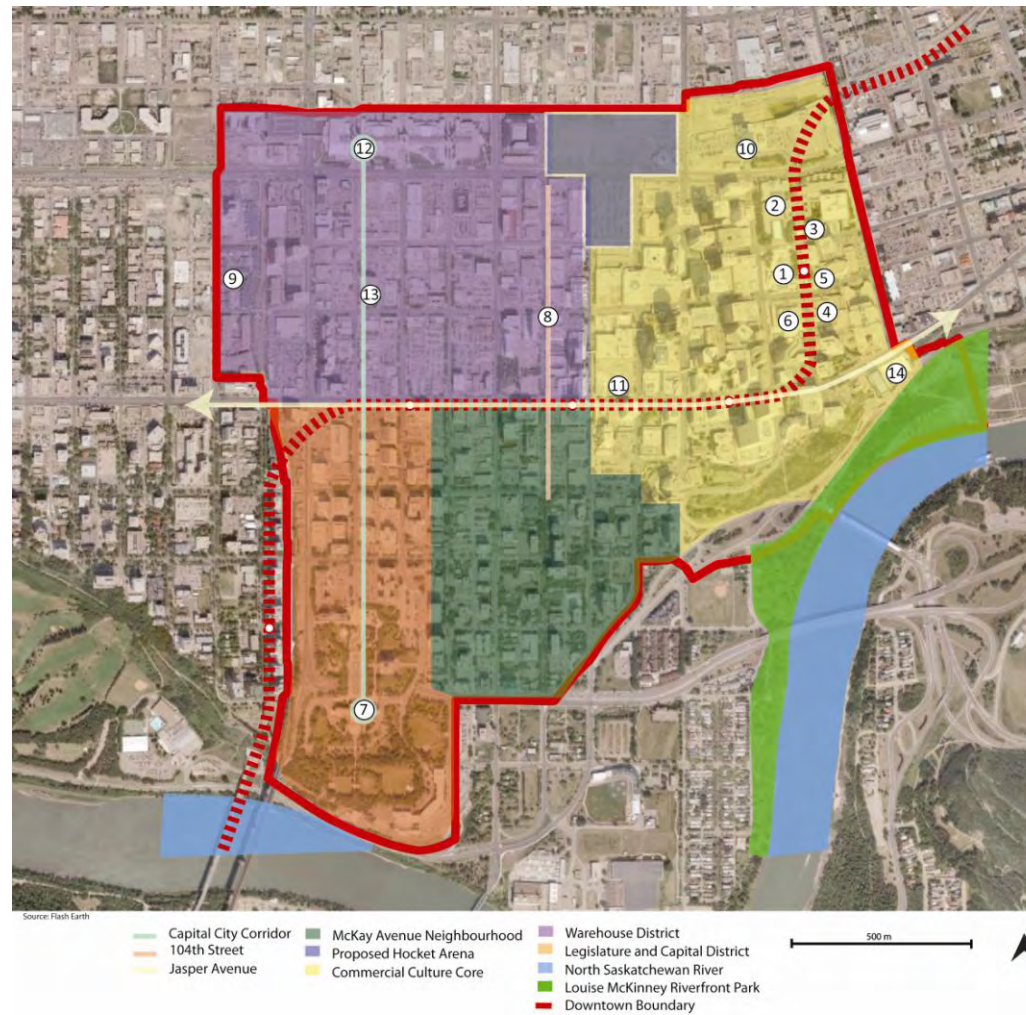 12
10
2
3
9
1
5
13
8
6
4
11
14
7
Source: Flash Earth
Capital City Corridor
104th Street
Jasper Avenue
McKay Avenue Neighbourhood
Proposed Hocket Arena
Commercial Culture Core
Warehouse District
Legislature and Capital District
North Saskatchewan River
Louise McKinney Riverfront Park
Downtown Boundary
500 m